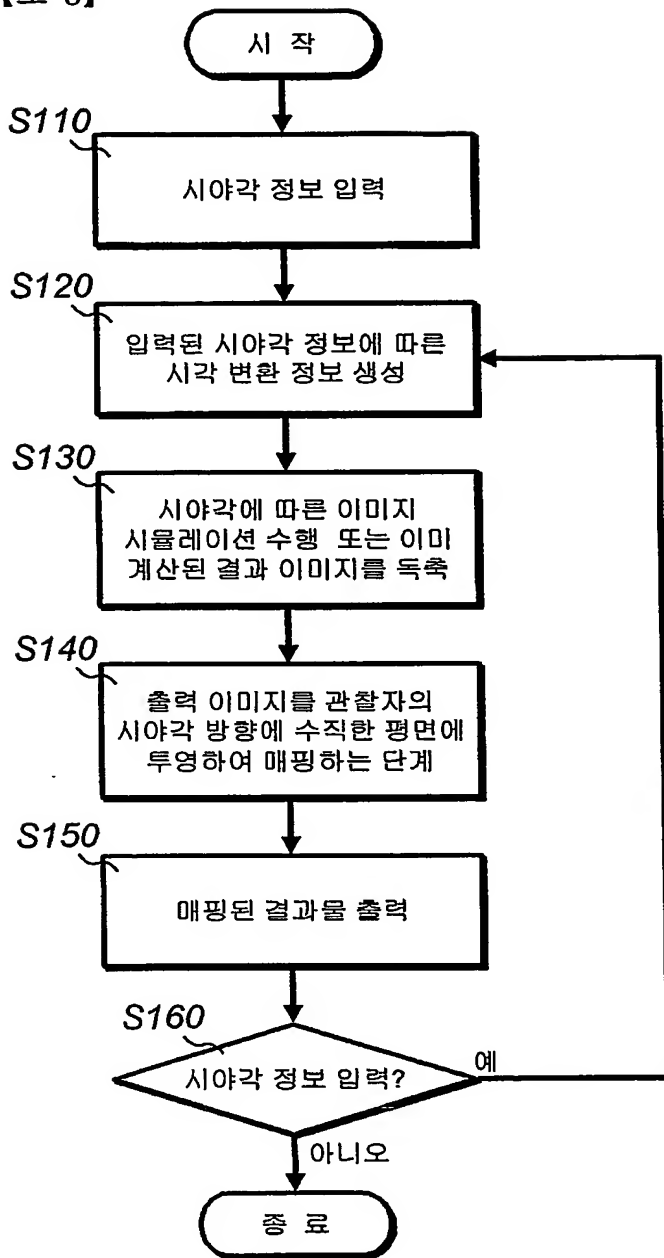 시 작
S110
시야각 정보 입력
S120
입력된 시야각 정보에 따른
시각 변환 정보 생성
S130
시야각에 따른 이미지
시뮬레이션 수행 또는 이미
계산된 결과 이미지를 독축
S140
출력 이미지를 관찰자의
시야각 방향에 수직한 평면에
투영하여 매핑하는 단계
S150
매핑된 결과물 출력
S160
시야각 정보 입력?
예
아니오
종 료